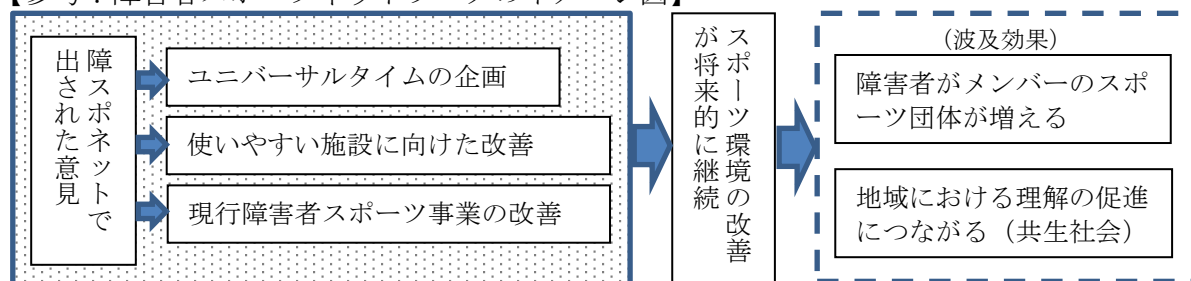 障スポネットで
出された意見
ユニバーサルタイムの企画
使いやすい施設に向けた改善
現行障害者スポーツ事業の改善
スポーツ環境の改善
が将来的に継続
（波及効果）
障害者がメンバーのスポ
ーツ団体が増える
地域における理解の促進
につながる（共生社会）